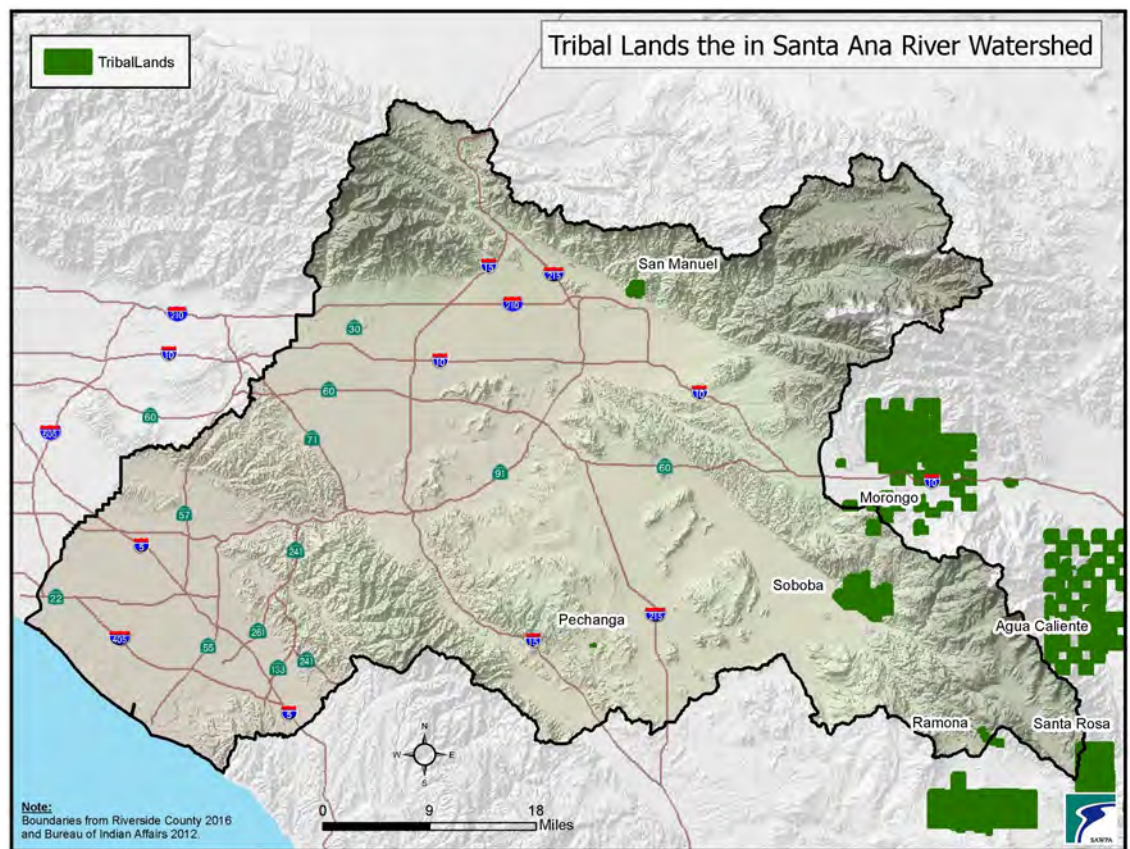 TribalLands
Tribal Lands the in Santa Ana River Watershed
San Manuel
15
215
210
210
30
10
10
10
60
60
605
71
91
60
10
Morongo
57
5
241
Soboba
22
Pechanga
215
Agua Caliente
405
261
15
55
133
241
5
Ramona
Santa Rosa
N
W
E
S
0
9
18
Miles
Note:
Boundaries from Riverside County 2016
and Bureau of Indian Affairs 2012.
SAWPA